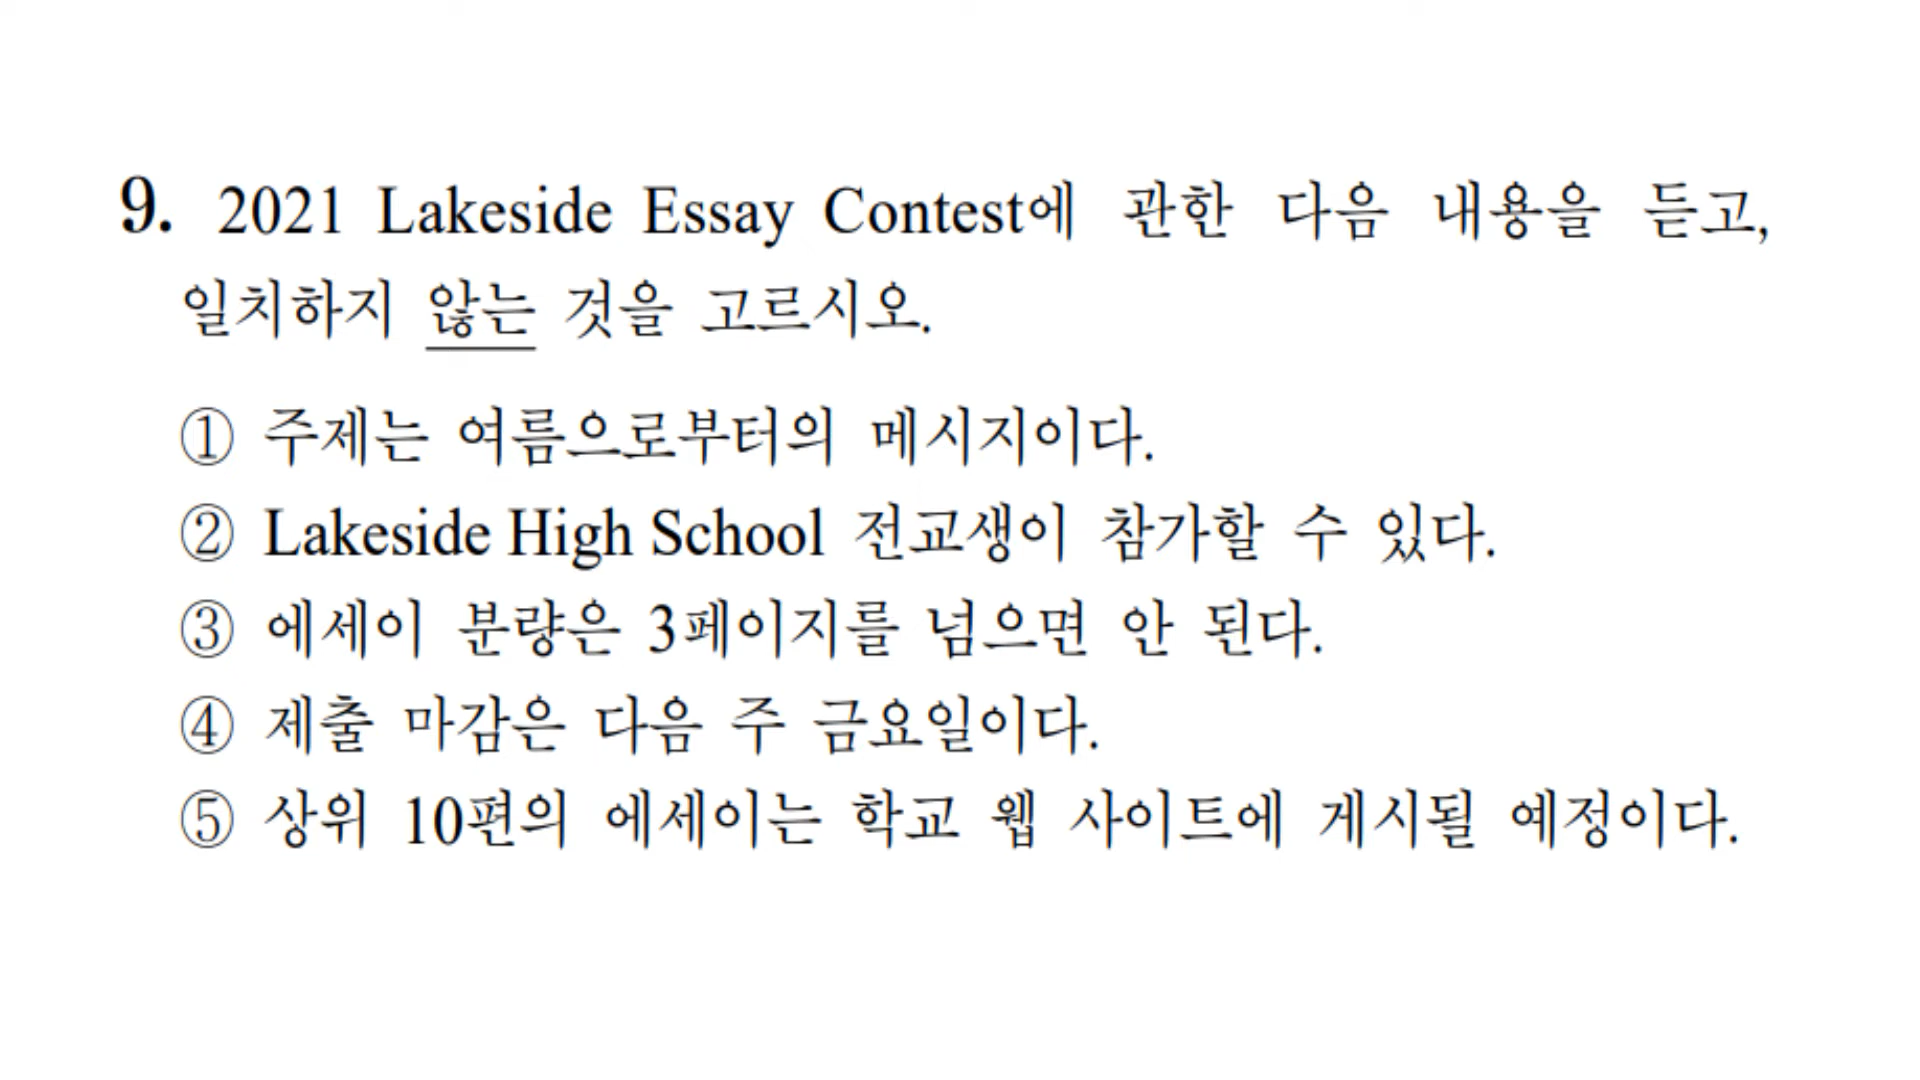 9. 2021 Lakeside Essay Contest에 관한 다음 내용을 듣고,
일치하지 않는 것을 고르시오.
① 주제는 여름으로부터의 메시지이다.
② Lakeside High School 전교생이 참가할 수 있다.
③ 에세이 분량은 3페이지를 넘으면 안 된다.
④ 제출 마감은 다음 주 금요일이다.
⑤ 상위 10편의 에세이는 학교 웹 사이트에 게시될 예정이다.